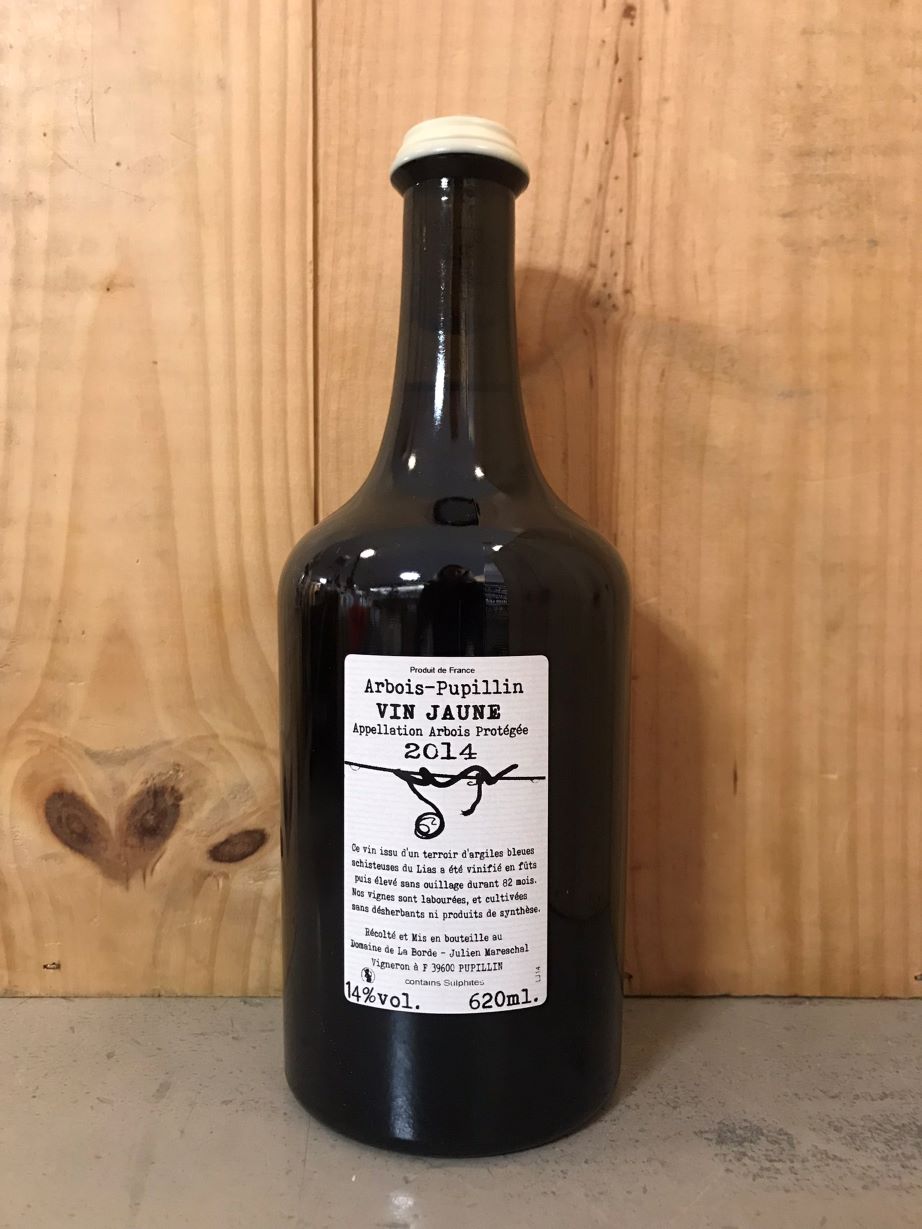 Produit de France
Arbois-Pupillin
VIN JAUNE
Appellation Arbois Protégée
2014
Ce vin issu d'un terroir d'argiles bleues
schisteuses du Lias a été vinifié en fûts
puis élevé sans ouillage durant 82 mois.
Nos vignes sont labourées, et cultivées
sans désherbants ni produits de synthèse.
Récolté et Mis en bouteille au
Domaine de La Borde - Julien Mareschal
Vigneron à F 39600 PUPILLIN
contains Sulphites
14%vol. 620ml.